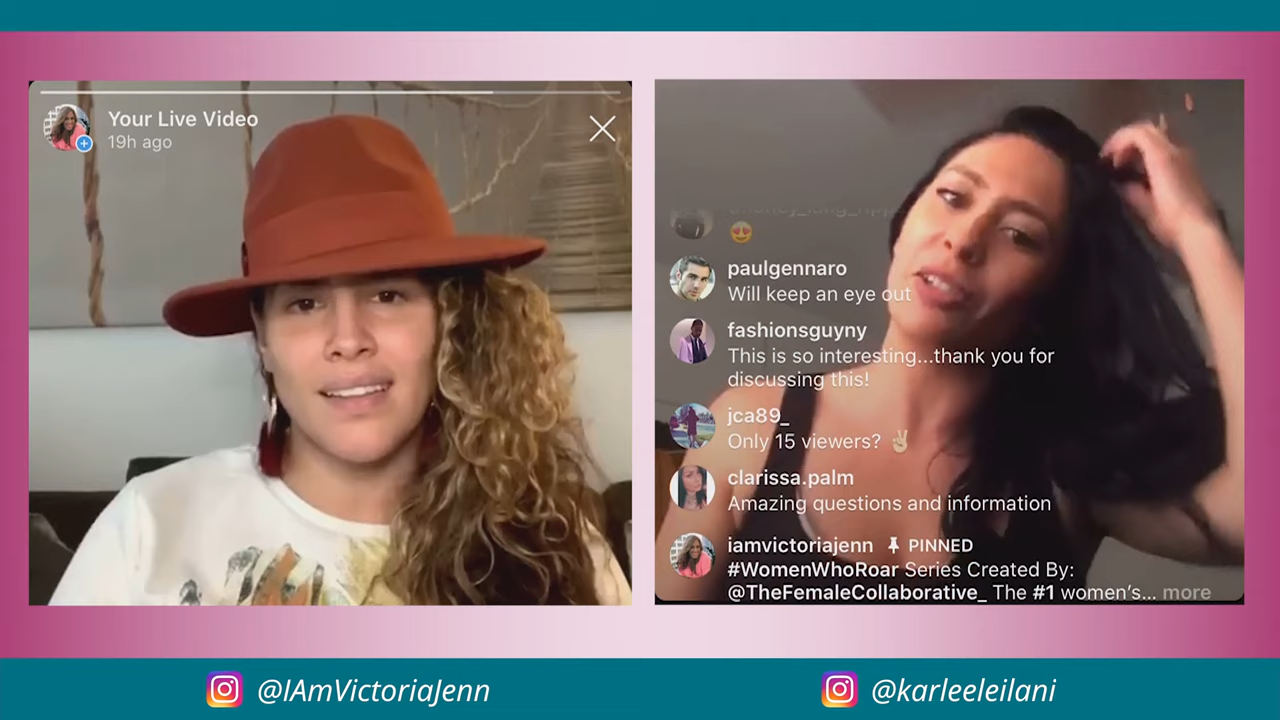 Your Live Video
19h ago
paulgennaro
Will keep an eye out
fashionsguyny
This is so interesting...thank you for
discussing this!
jca89_
Only 15 viewers? ✌🏻
clarissa.palm
Amazing questions and information
iamvictoriajenn PINNED
#WomenWhoRoar Series Created By:
@TheFemaleCollaborative_ The #1 women's... more
@IAmVictoriaJenn
@karleeleilani